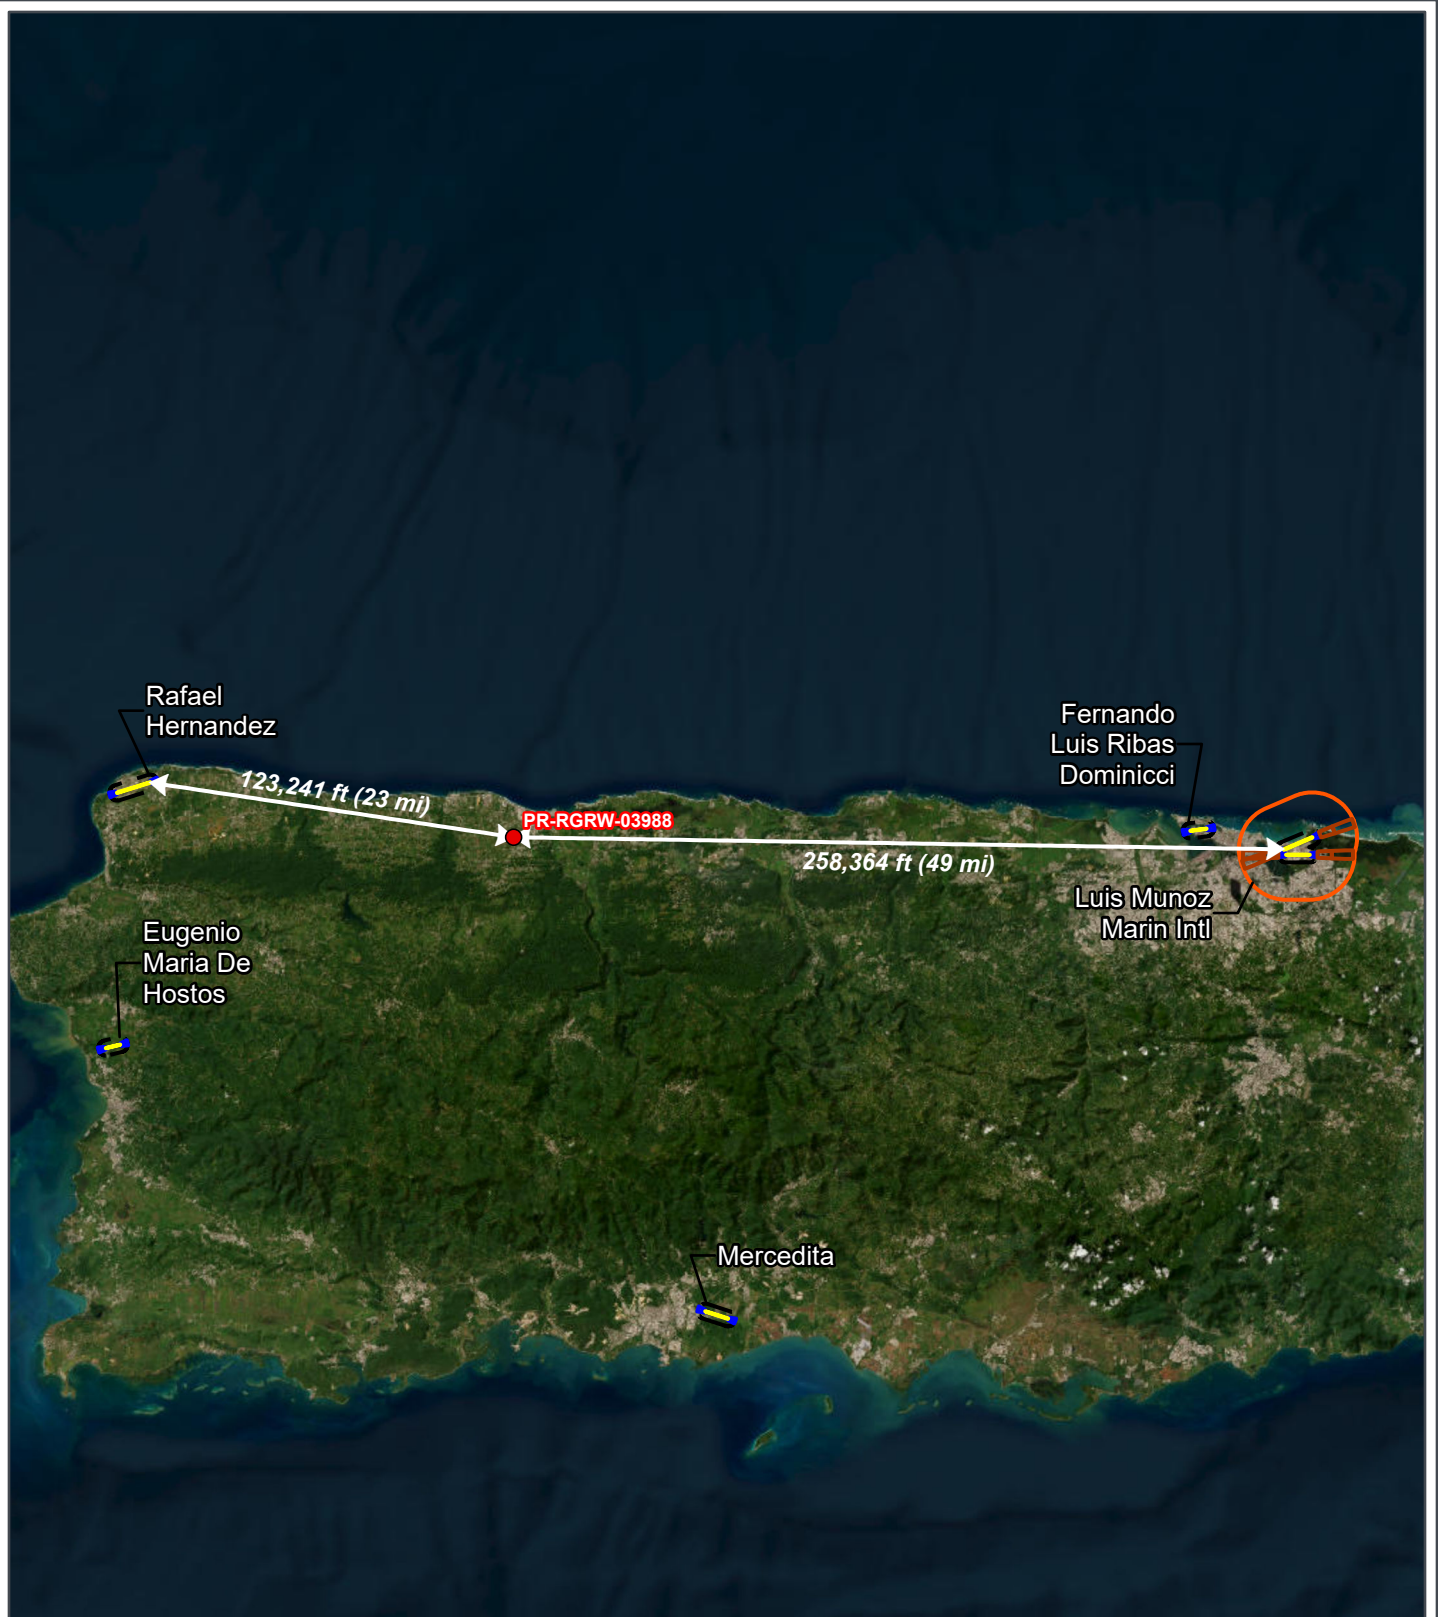 Rafael
Hernandez
123,241 ft (23 mi)
PR-RGRW-03988
258,364 ft (49 mi)
Fernando
Luis Ribas
Dominicci
Luis Munoz
Marin Intl
Eugenio
Maria De
Hostos
Mercedita